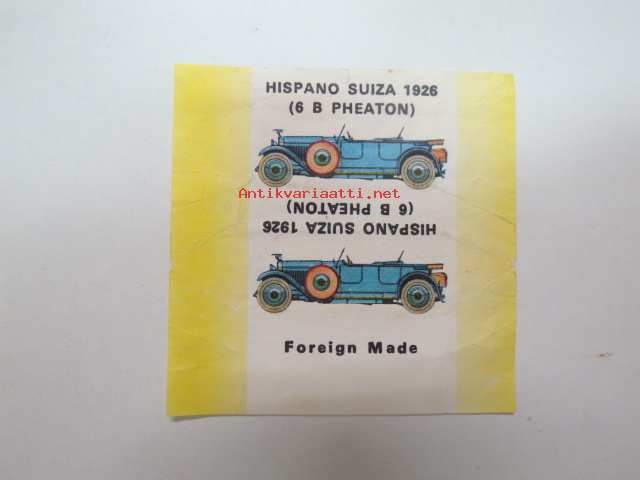 HISPANO SUIZA 1926
(6 B PHEATON)
Antikvariaatti.net
(6 B PHEATON)
HISPANO SUIZA 1926
Foreign Made